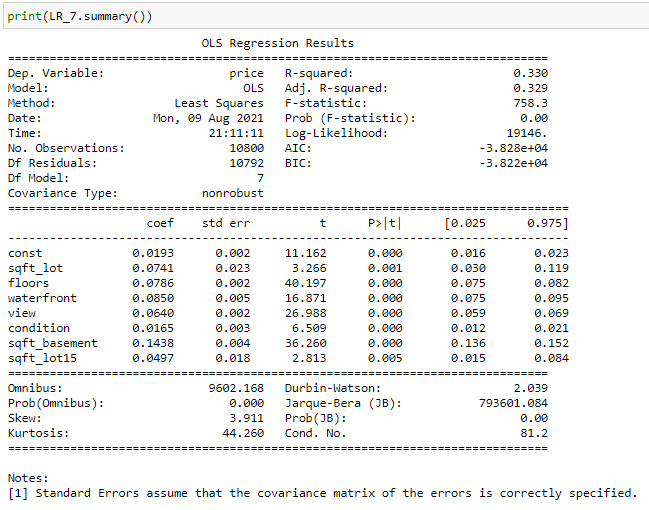 print(LR_7.summary())
OLS Regression Results
==============================================================================
Dep. Variable: price R-squared: 0.330
Model: OLS Adj. R-squared: 0.329
Method: Least Squares F-statistic: 758.3
Date: Mon, 09 Aug 2021 Prob (F-statistic): 0.00
Time: 21:11:11 Log-Likelihood: 19146.
No. Observations: 10800 AIC: -3.828e+04
Df Residuals: 10792 BIC: -3.822e+04
Df Model: 7
Covariance Type: nonrobust
=================================================================================
coef std err t P>|t| [0.025 0.975]
---------------------------------------------------------------------------------
const 0.0193 0.002 11.162 0.000 0.016 0.023
sqft_lot 0.0741 0.023 3.266 0.001 0.030 0.119
floors 0.0786 0.002 40.197 0.000 0.075 0.082
waterfront 0.0850 0.005 16.871 0.000 0.075 0.095
view 0.0640 0.002 26.988 0.000 0.059 0.069
condition 0.0165 0.003 6.509 0.000 0.012 0.021
sqft_basement 0.1438 0.004 36.260 0.000 0.136 0.152
sqft_lot15 0.0497 0.018 2.813 0.005 0.015 0.084
==============================================================================
Omnibus: 9602.168 Durbin-Watson: 2.039
Prob(Omnibus): 0.000 Jarque-Bera (JB): 793601.084
Skew: 3.911 Prob(JB): 0.00
Kurtosis: 44.260 Cond. No. 81.2
==============================================================================
Notes:
[1] Standard Errors assume that the covariance matrix of the errors is correctly specified.